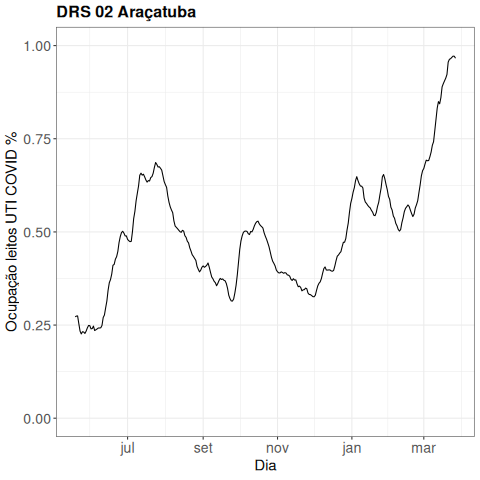 DRS 02 Araçatuba
Ocupação leitos UTI COVID %
1.00
0.75
0.50
0.25
0.00
jul set nov jan mar
Dia